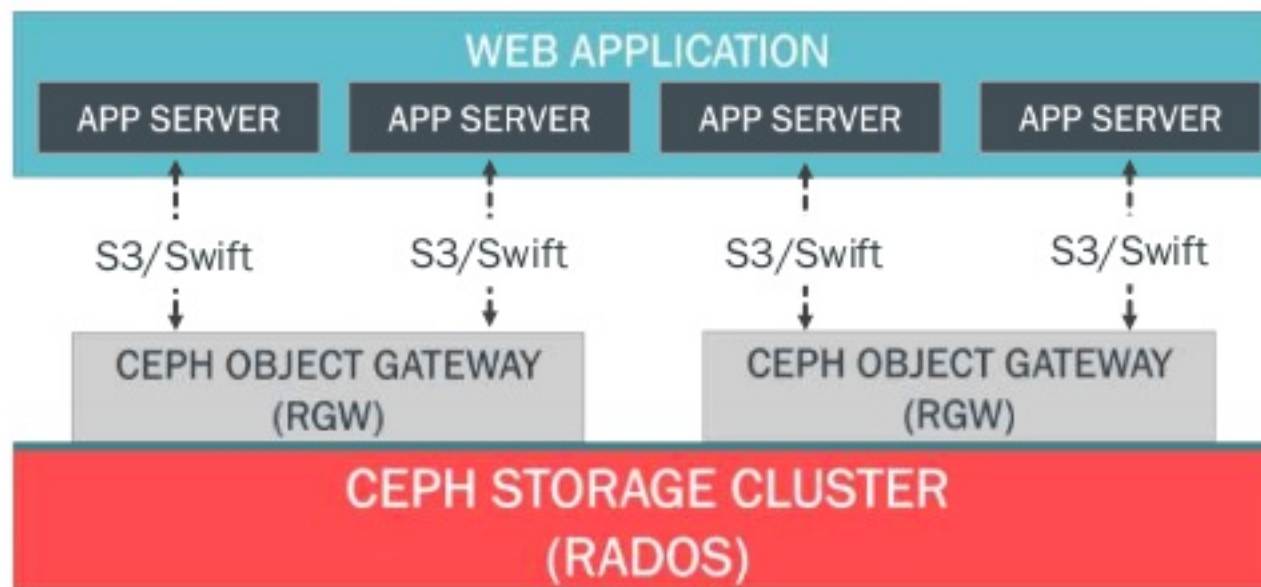 WEB APPLICATION
APP SERVER APP SERVER APP SERVER APP SERVER
S3/Swift S3/Swift S3/Swift S3/Swift
CEPH OBJECT GATEWAY CEPH OBJECT GATEWAY
(RGW) (RGW)
CEPH STORAGE CLUSTER
(RADOS)